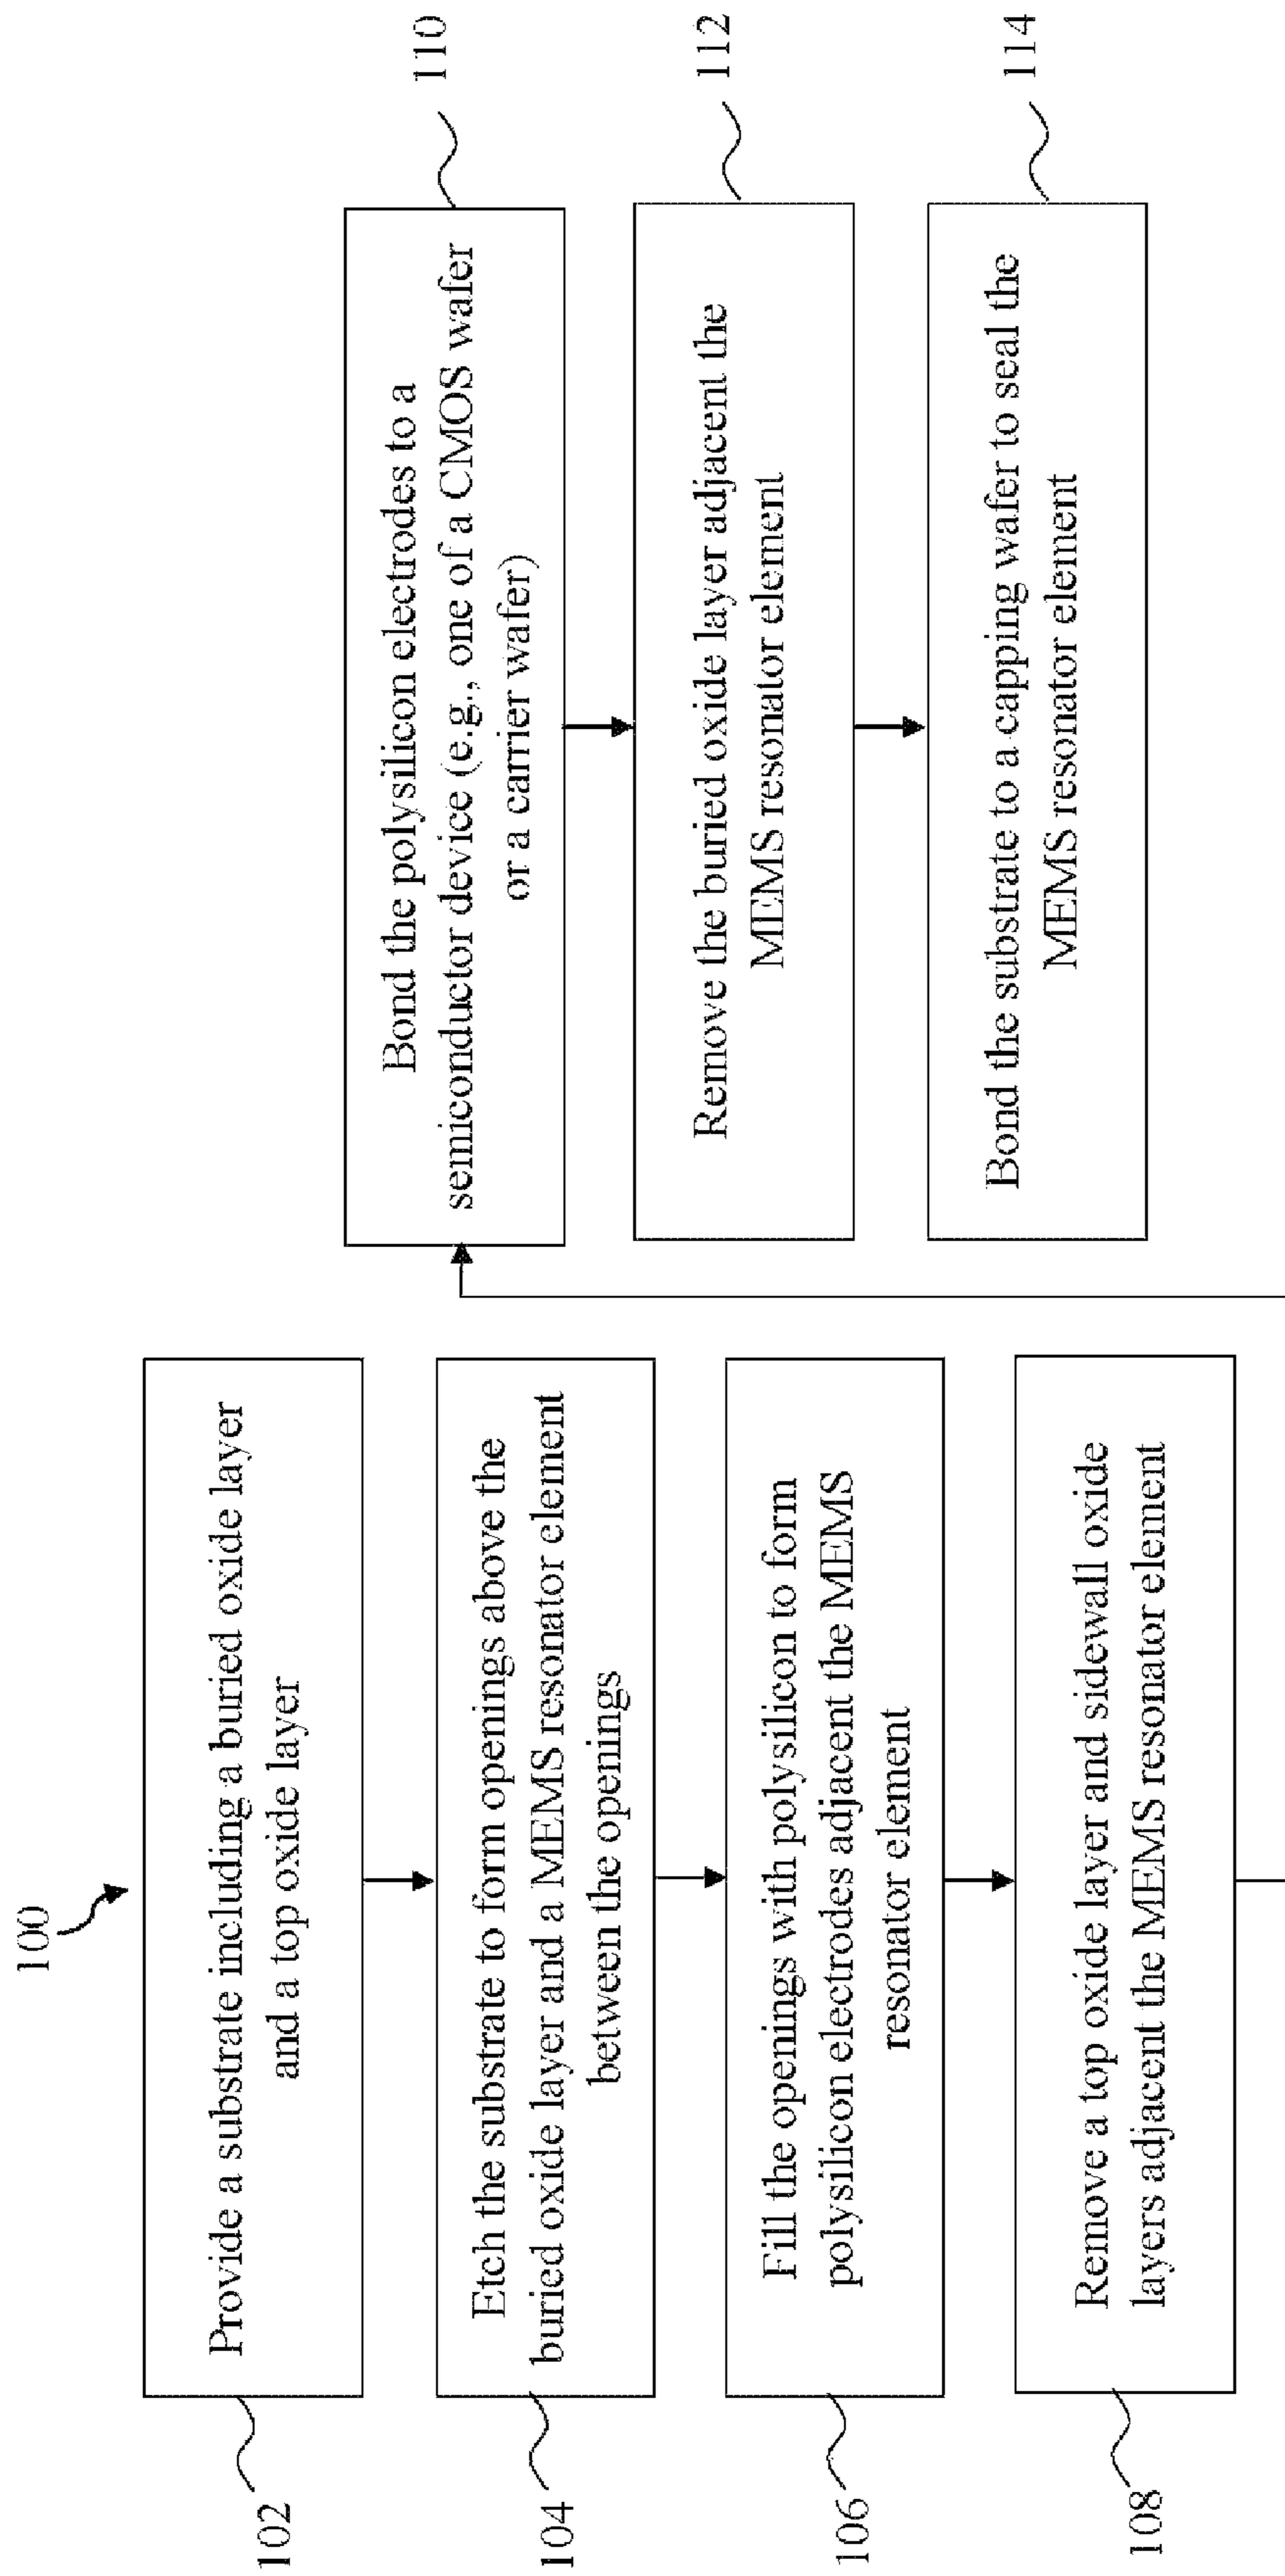 100
102
Provide a substrate including a buried oxide layer
and a top oxide layer
104
Etch the substrate to form openings above the
buried oxide layer and a MEMS resonator element
between the openings
106
Fill the openings with polysilicon to form
polysilicon electrodes adjacent the MEMS
resonator element
108
Remove a top oxide layer and sidewall oxide
layers adjacent the MEMS resonator element
110
Bond the polysilicon electrodes to a
semiconductor device (e.g., one of a CMOS wafer
or a carrier wafer)
112
Remove the buried oxide layer adjacent the
MEMS resonator element
114
Bond the substrate to a capping wafer to seal the
MEMS resonator element